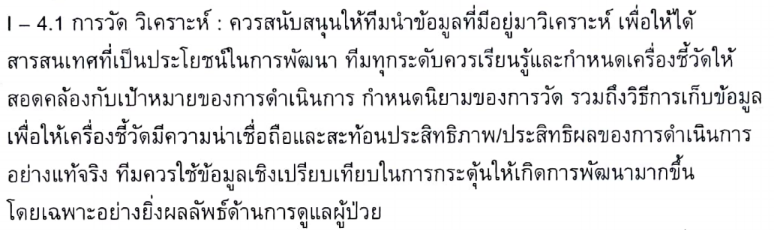 I – 4.1 การวัด วิเคราะห์ : ควรสนับสนุนให้ทีมนำข้อมูลที่มีอยู่มาวิเคราะห์ เพื่อให้ได้
สารสนเทศที่เป็นประโยชน์ในการพัฒนา ทีมทุกระดับควรเรียนรู้และกำหนดเครื่องชี้วัดให้
สอดคล้องกับเป้าหมายของการดำเนินการ กำหนดนิยามของการวัด รวมถึงวิธีการเก็บข้อมูล
เพื่อให้เครื่องชี้วัดมีความน่าเชื่อถือและสะท้อนประสิทธิภาพ/ประสิทธิผลของการดำเนินการ
อย่างแท้จริง ทีมควรใช้ข้อมูลเชิงเปรียบเทียบในการกระตุ้นให้เกิดการพัฒนามากขึ้น
โดยเฉพาะอย่างยิ่งผลลัพธ์ด้านการดูแลผู้ป่วย